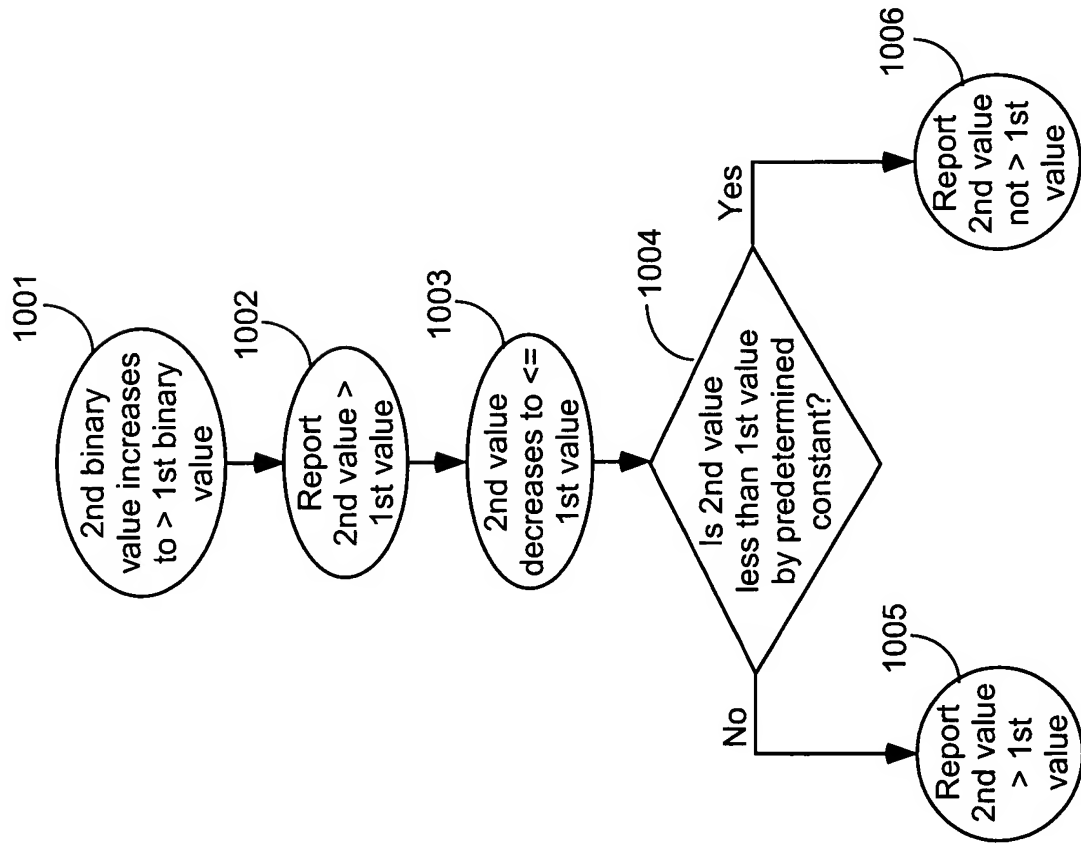 1001
2nd binary
value increases
to > 1st binary
value
1002
Report
2nd value >
1st value
1003
2nd value
decreases to <=
1st value
1004
Is 2nd value
less than 1st value
by predetermined
constant?
No
Yes
1005
Report
2nd value
> 1st
value
1006
Report
2nd value
not > 1st
value